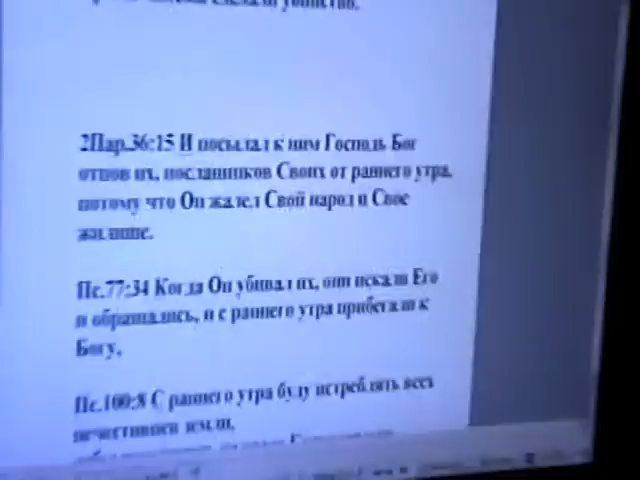 убийство.
2Пар.36:15 И посылал к ним Господь Бог
отцов их, посланников Своих от раннего утра,
потому что Он жалел Свой народ и Свое
жилище.
Пс.77:34 Когда Он убивал их, они искали Его
и обращались, и с раннего утра прибегали к
Богу,
Пс.100:8 С раннего утра буду истреблять всех
нечестивцев земли,